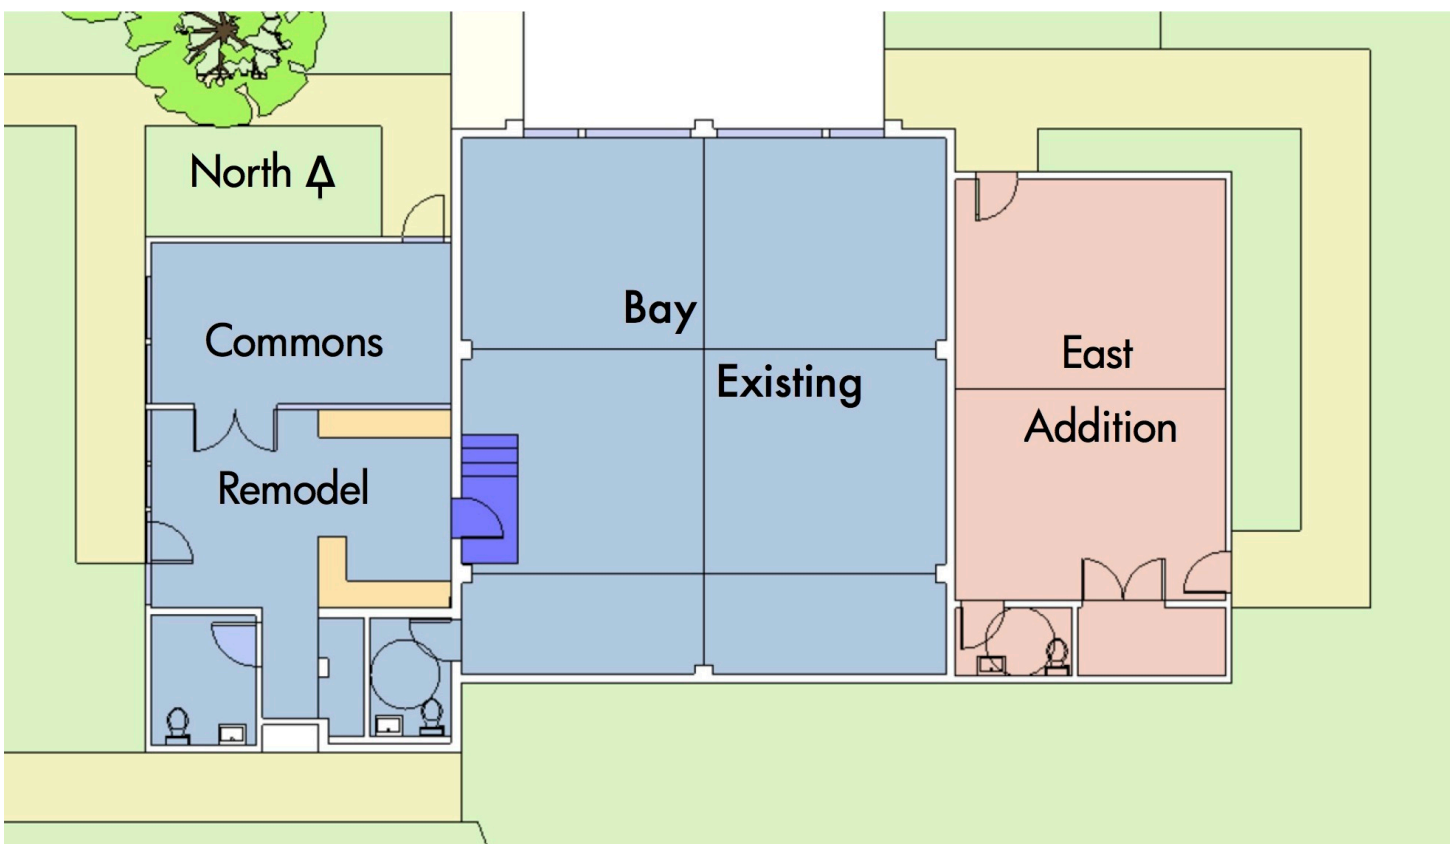 North
Commons
Remodel
Bay
Existing
East
Addition